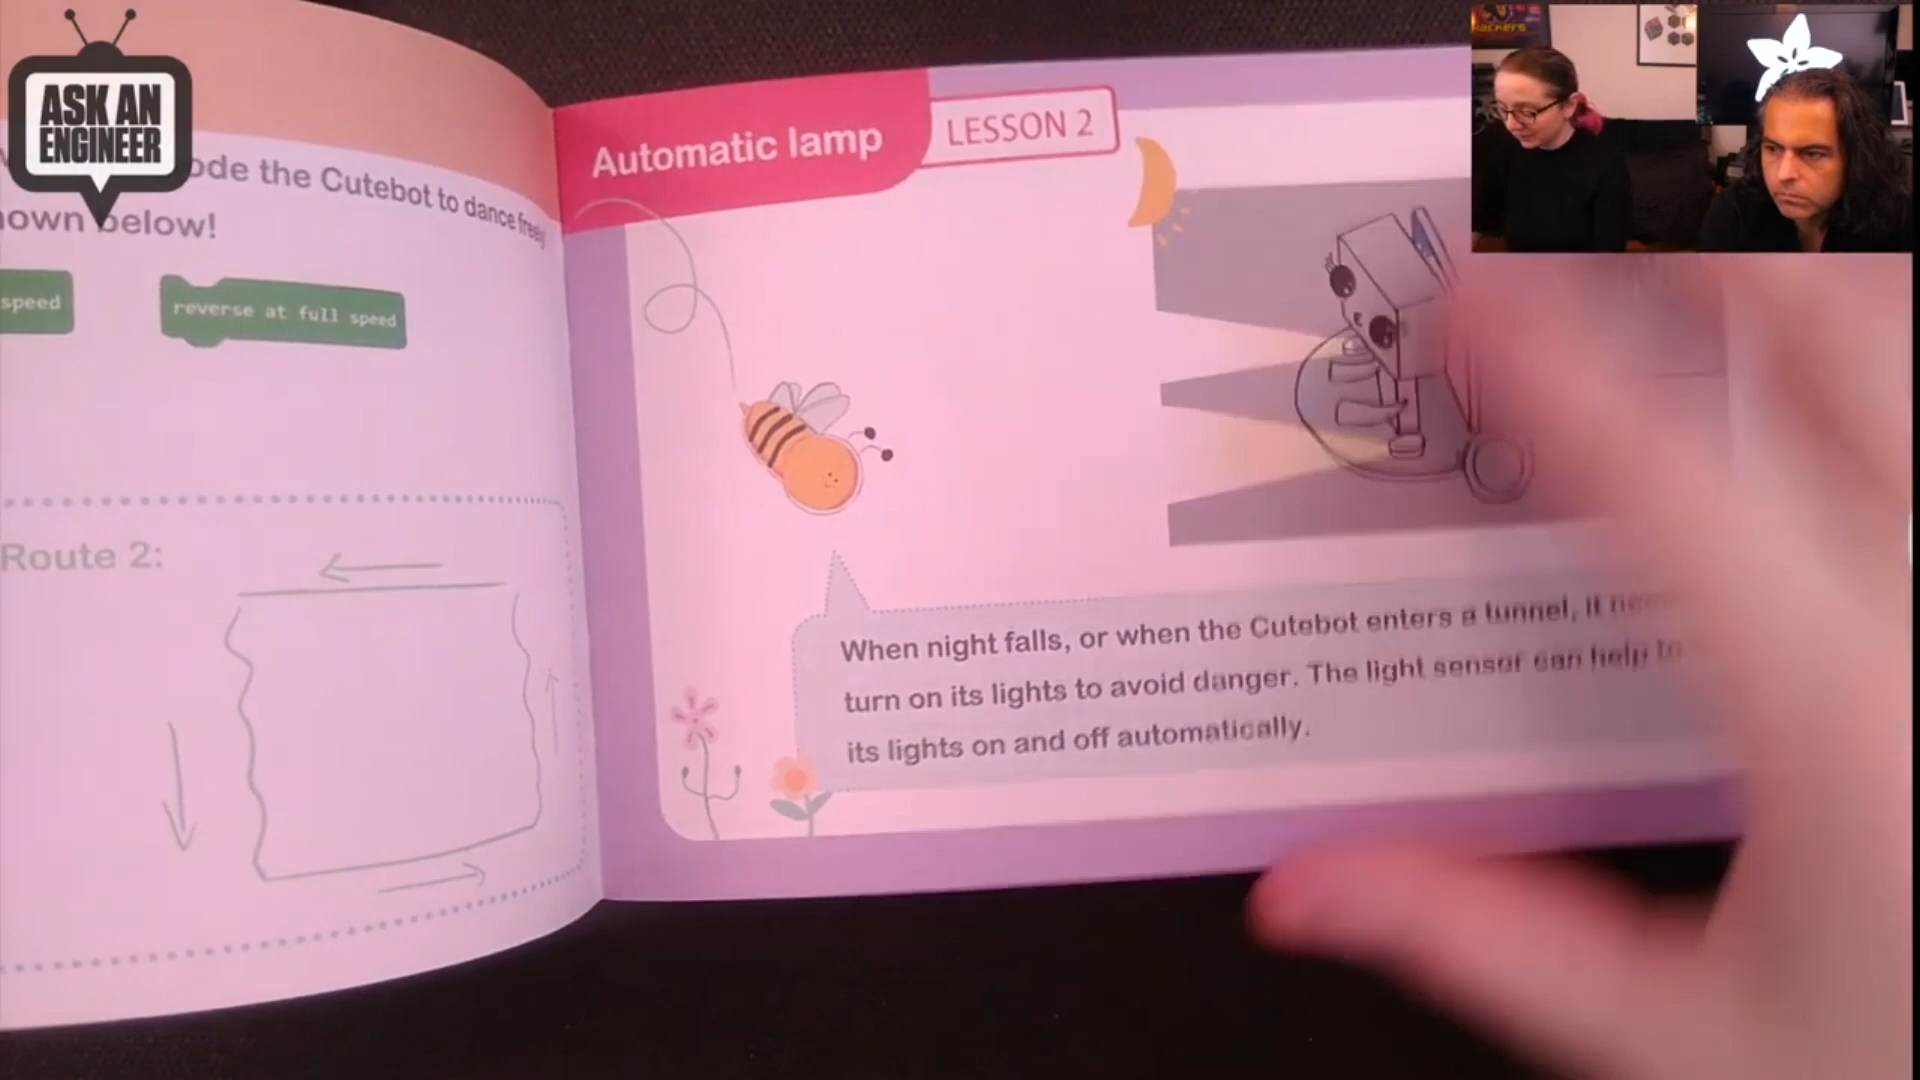 ASK AN
ENGINEER
ode the Cutebot to dance freely
own below!
speed
reverse at full speed
Route 2:
Automatic lamp
LESSON 2
When night falls, or when the Cutebot enters a tunnel, it
turn on its lights to avoid danger. The light sensor can help to
its lights on and off automatically.
hackers